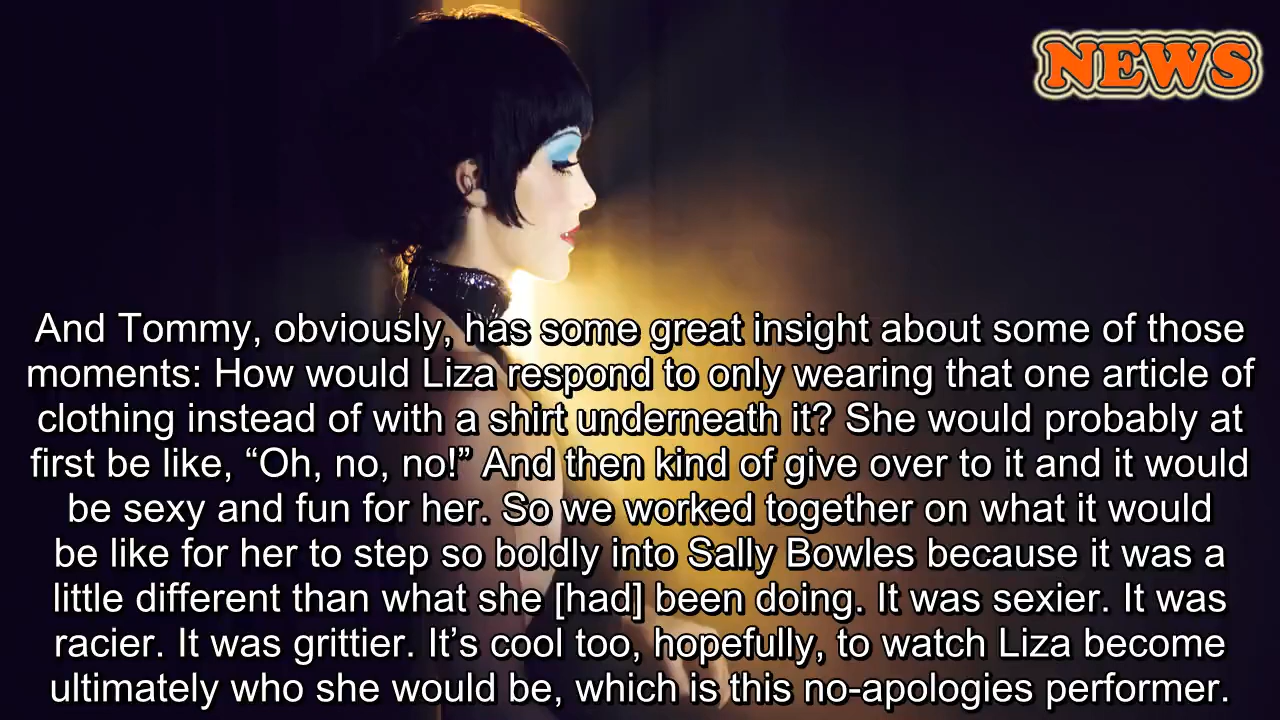 NEWS
And Tommy, obviously, has some great insight about some of those
moments: How would Liza respond to only wearing that one article of
clothing instead of with a shirt underneath it? She would probably at
first be like, “Oh, no, no!” And then kind of give over to it and it would
be sexy and fun for her. So we worked together on what it would
be like for her to step so boldly into Sally Bowles because it was a
little different than what she [had] been doing. It was sexier. It was
racier. It was grittier. It’s cool too, hopefully, to watch Liza become
ultimately who she would be, which is this no-apologies performer.